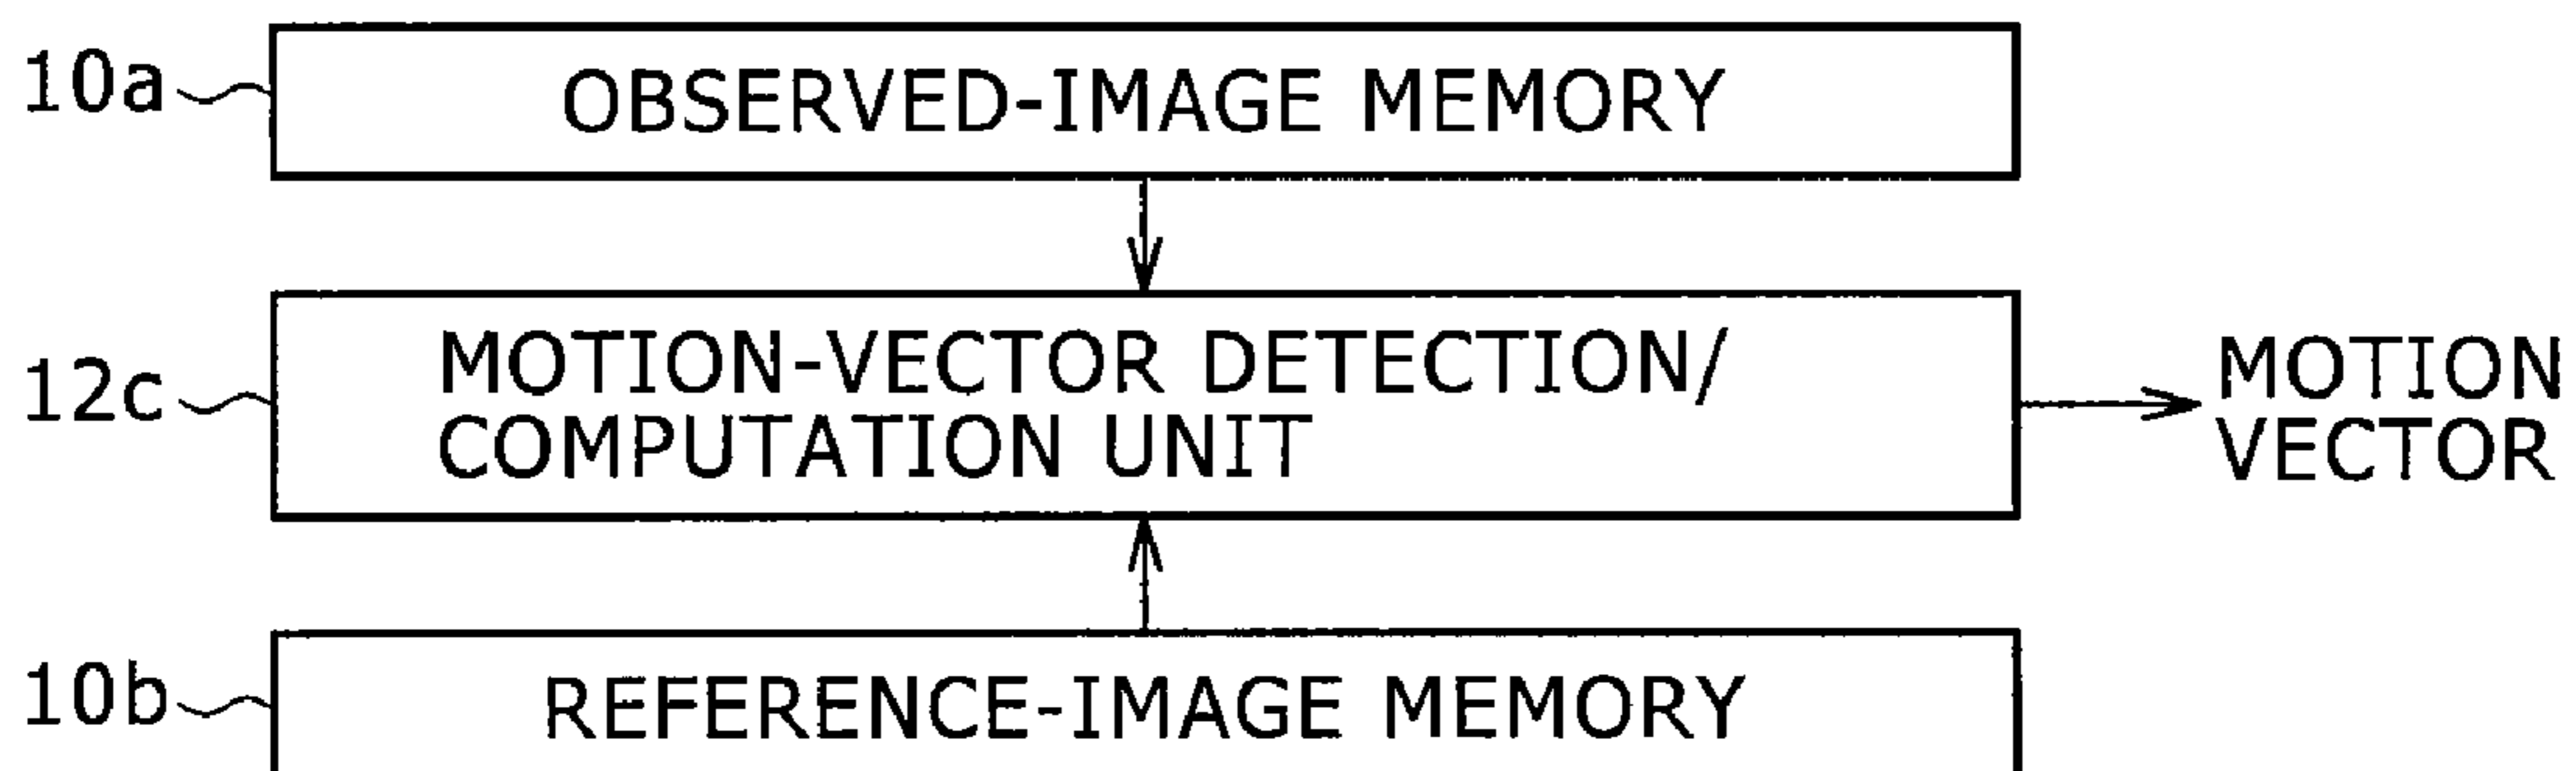 10a
OBSERVED-IMAGE MEMORY
12c
MOTION-VECTOR DETECTION/
COMPUTATION UNIT
MOTION
VECTOR
10b
REFERENCE-IMAGE MEMORY